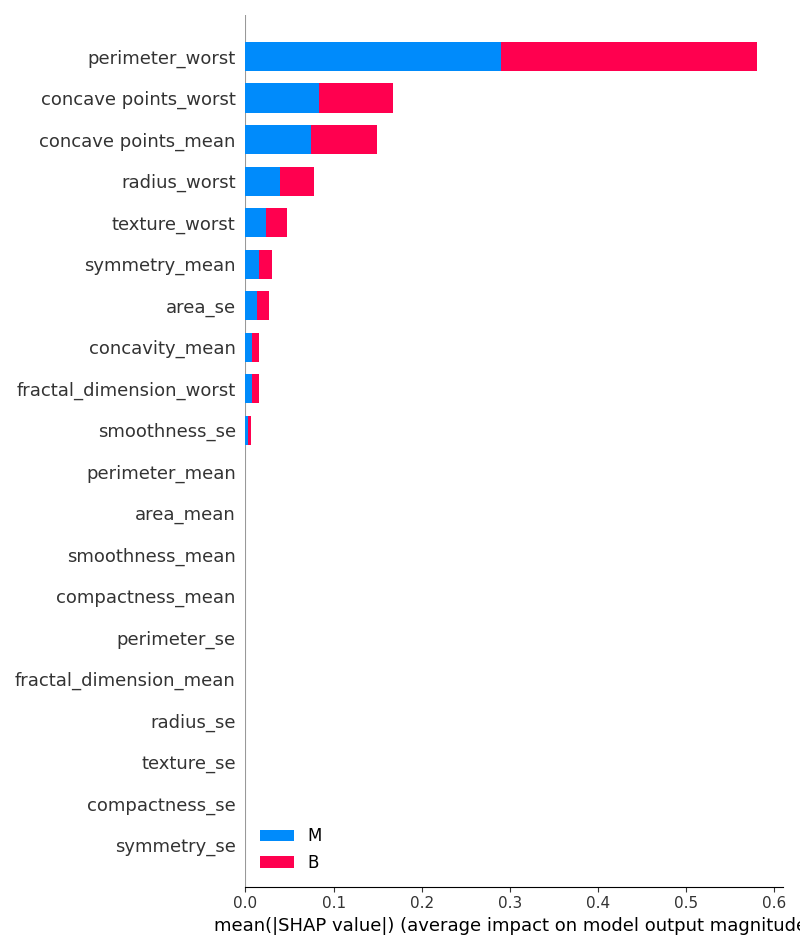 perimeter_worst
concave points_worst
concave points_mean
radius_worst
texture_worst
symmetry_mean
area_se
concavity_mean
fractal_dimension_worst
smoothness_se
perimeter_mean
area_mean
smoothness_mean
compactness_mean
perimeter_se
fractal_dimension_mean
radius_se
texture_se
compactness_se
symmetry_se
M
B
0.0 0.1 0.2 0.3 0.4 0.5 0.6
mean(|SHAP value|) (average impact on model output magnitude